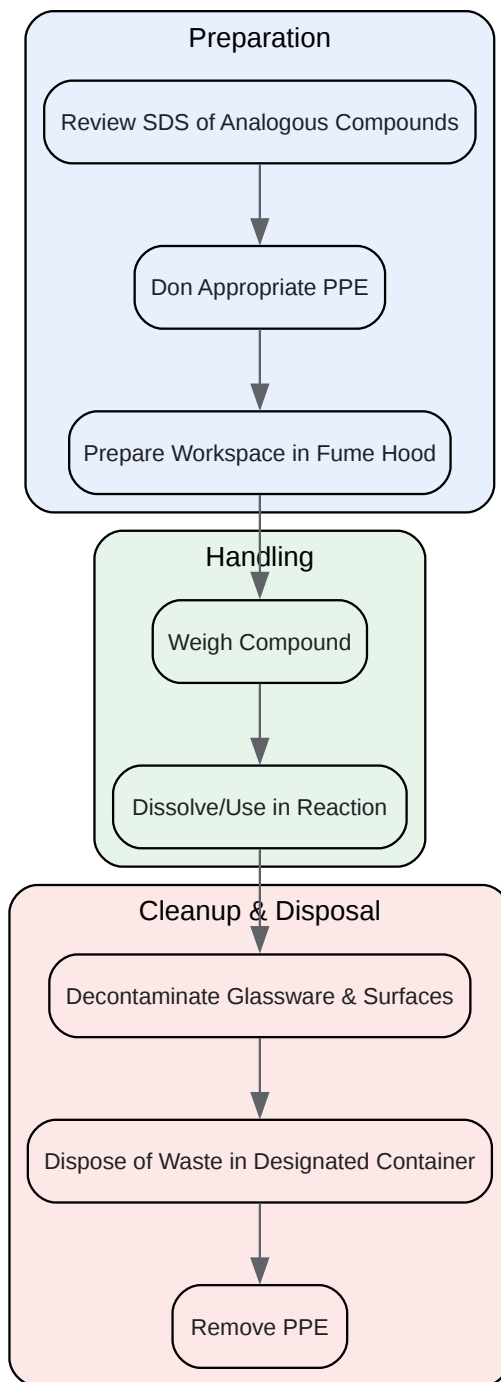 Preparation
Review SDS of Analogous Compounds
Don Appropriate PPE
Prepare Workspace in Fume Hood
Handling
Weigh Compound
Dissolve/Use in Reaction
Cleanup & Disposal
Decontaminate Glassware & Surfaces
Dispose of Waste in Designated Container
Remove PPE